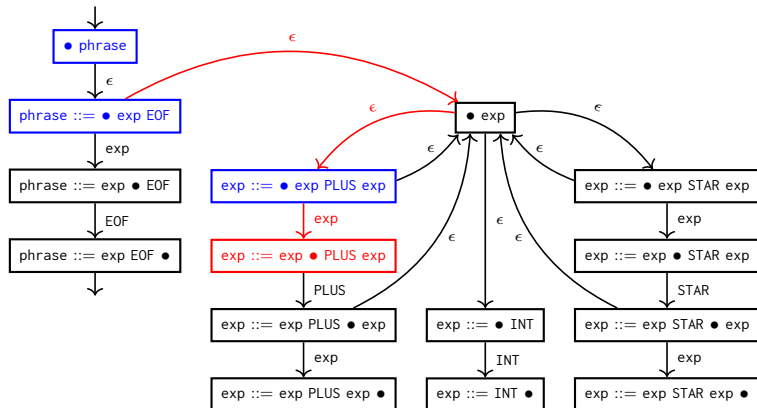 ● phrase
ϵ
ϵ
phrase ::= ● exp EOF
ϵ
● exp
ϵ
exp
ϵ
ϵ
phrase ::= exp ● EOF
exp ::= ● exp PLUS exp
exp ::= ● exp STAR exp
EOF
exp
ϵ
exp
phrase ::= exp EOF ●
exp ::= exp ● PLUS exp
ϵ
ϵ
exp ::= exp ● STAR exp
PLUS
STAR
exp ::= exp PLUS ● exp
exp ::= ● INT
exp ::= exp STAR ● exp
exp
INT
exp
exp ::= exp PLUS exp ●
exp ::= INT ●
exp ::= exp STAR exp ●